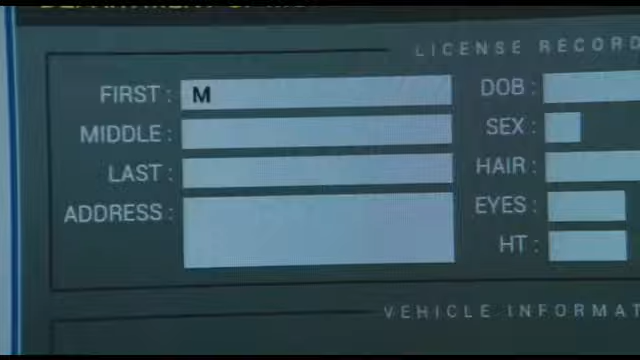 LICENSE RECORD
FIRST : M
DOB :
MIDDLE :
SEX :
LAST :
HAIR :
ADDRESS :
EYES :
HT :
VEHICLE INFORMAT